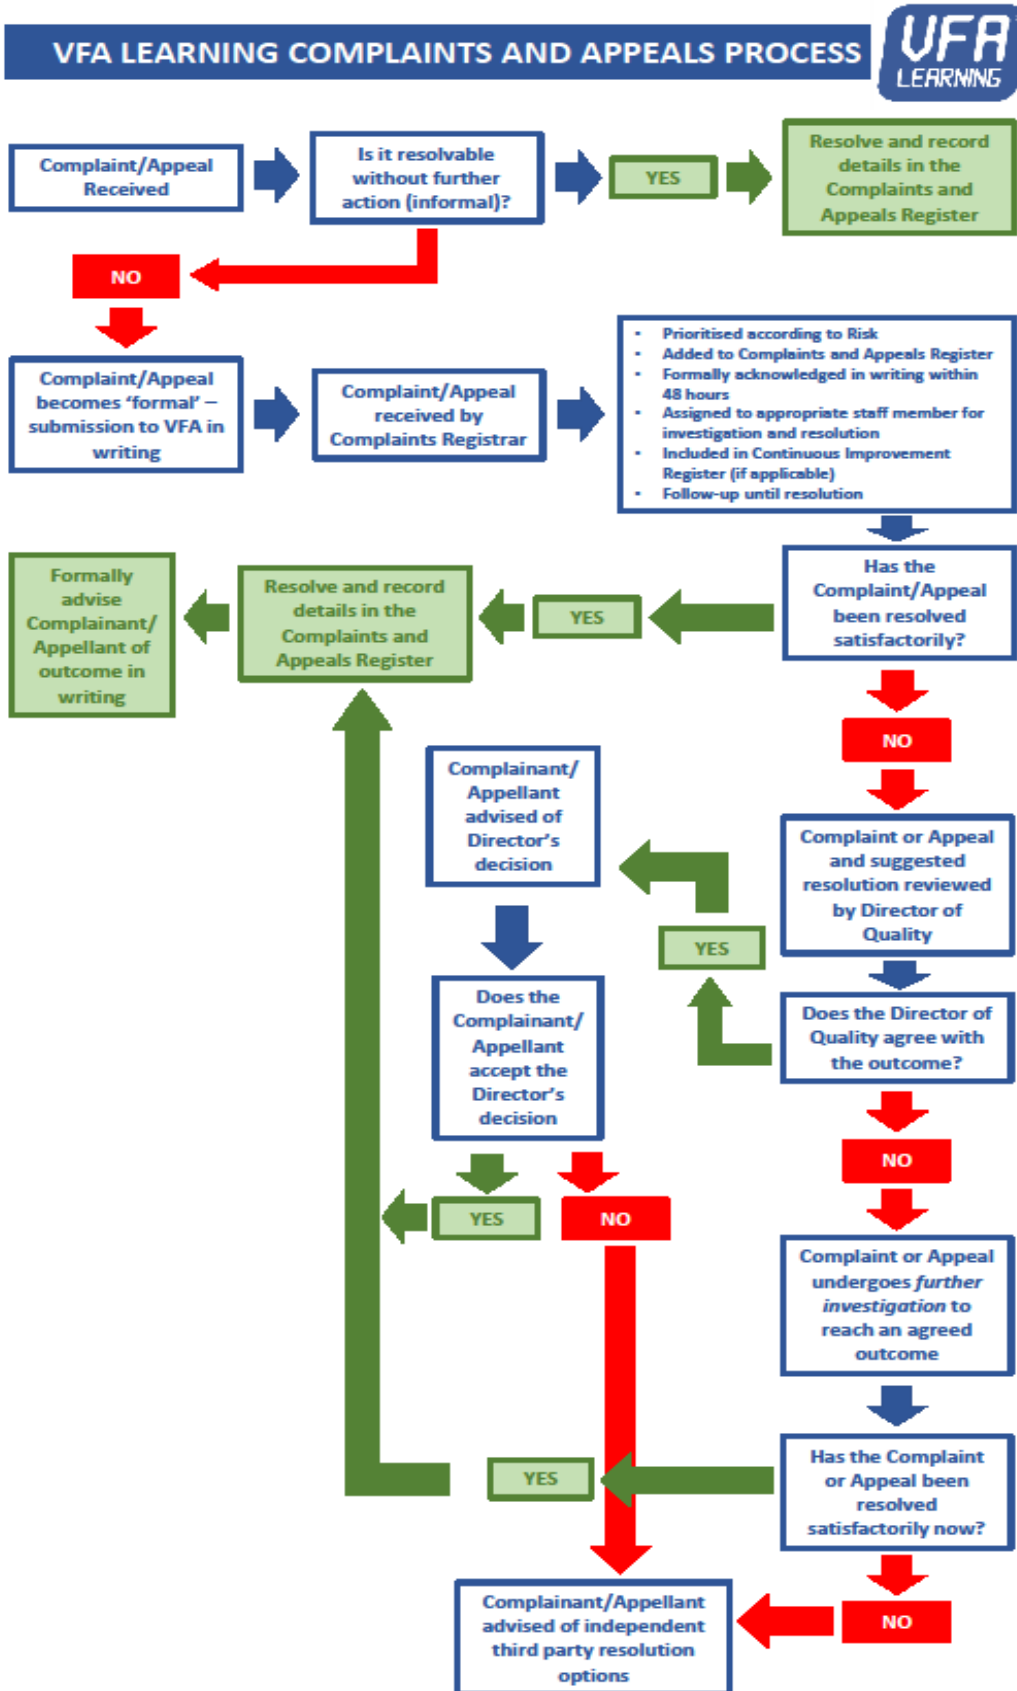 VFA LEARNING COMPLAINTS AND APPEALS PROCESS
VFA
LEARNING
Complaint/Appeal
Received
Is it resolvable
without further
action (informal)?
YES
Resolve and record
details in the
Complaints and
Appeals Register
NO
Complaint/Appeal
becomes ‘formal’ –
submission to VFA in
writing
Complaint/Appeal
received by
Complaints Registrar
• Prioritised according to Risk
• Added to Complaints and Appeals Register
• Formally acknowledged in writing within
48 hours
• Assigned to appropriate staff member for
investigation and resolution
• Included in Continuous Improvement
Register (if applicable)
• Follow-up until resolution
Has the
Complaint/Appeal
been resolved
satisfactorily?
YES
Resolve and record
details in the
Complaints and
Appeals Register
Formally
advise
Complainant/
Appellant of
outcome in
writing
NO
Complaint or Appeal
and suggested
resolution reviewed
by Director of
Quality
Does the Director of
Quality agree with
the outcome?
YES
Complainant/
Appellant
advised of
Director’s
decision
Does the
Complainant/
Appellant
accept the
Director’s
decision
YES
NO
NO
Complaint or Appeal
undergoes further
investigation to
reach an agreed
outcome
Has the Complaint
or Appeal been
resolved
satisfactorily now?
YES
NO
Complainant/Appellant
advised of independent
third party resolution
options